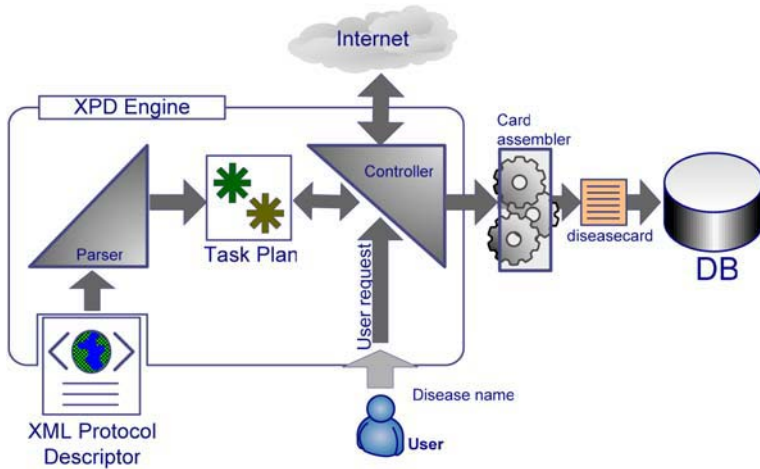 Internet
XPD Engine
Card
assembler
Controller
Parser
Task Plan
User request
diseasecard
DB
Disease name
User
XML Protocol
Descriptor